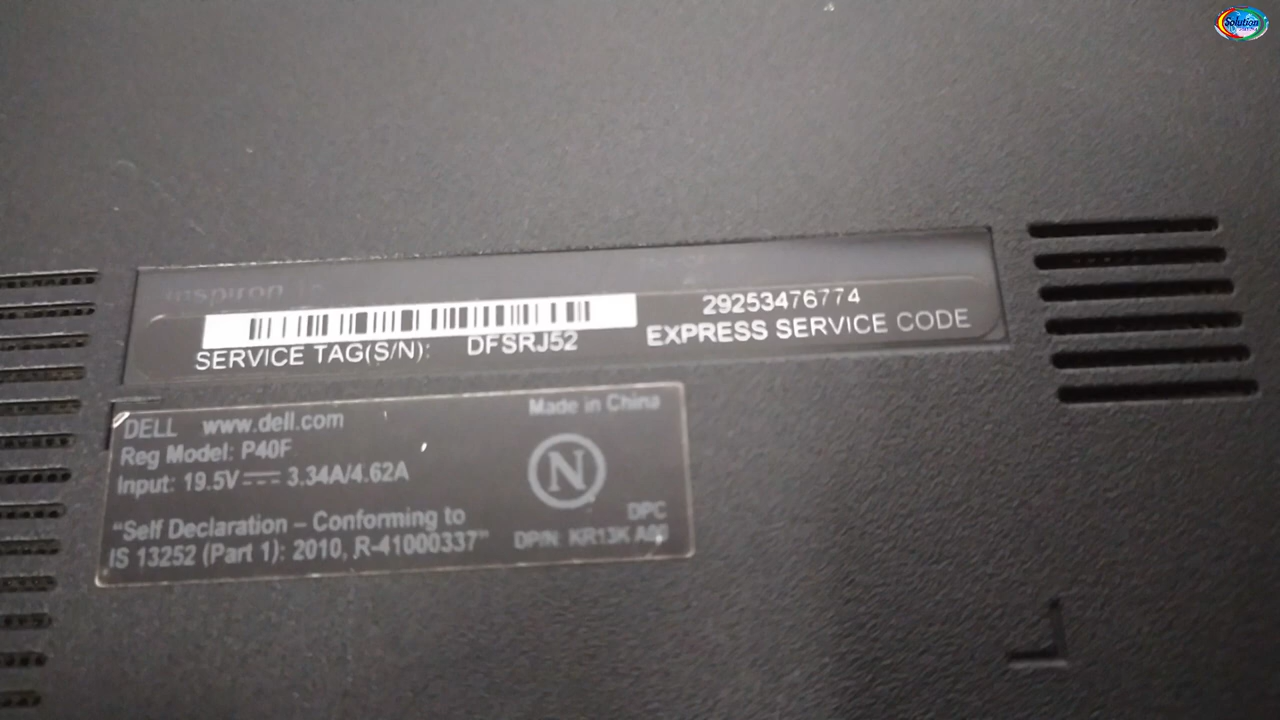 Solution
inspiron
29253476774
SERVICE TAG(S/N): DFSRJ52 EXPRESS SERVICE CODE
DELL www.dell.com Made in China
Reg Model: P40F
Input: 19.5V 3.34A/4.62A
N
"Self Declaration – Conforming to DPC
IS 13252 (Part 1): 2010, R-41000337" DP/N: KR13K